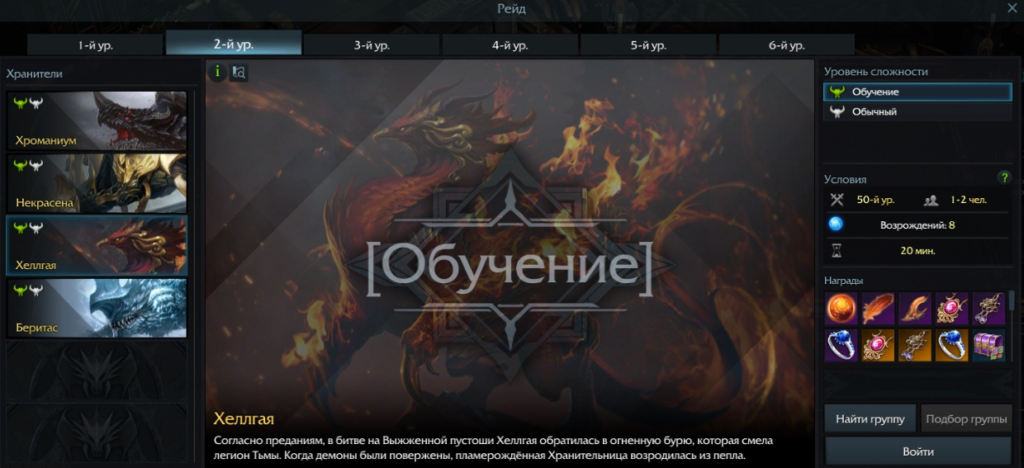 Рейд
1-й ур. 2-й ур. 3-й ур. 4-й ур. 5-й ур. 6-й ур.
Хранители
Хроманиум
Некрасена
Хеллгая
Беритас
[Обучение]
Хеллгая
Согласно преданиям, в битве на Выжженной пустоши Хеллгая обратилась в огненную бурю, которая смела
легион Тьмы. Когда демоны были повержены, пламерождённая Хранительница возродилась из пепла.
Уровень сложности
Обучение
Обычный
Условия ?
50-й ур. 1-2 чел.
Возрождений: 8
20 мин.
Награды
Найти группу Подбор группы
Войти